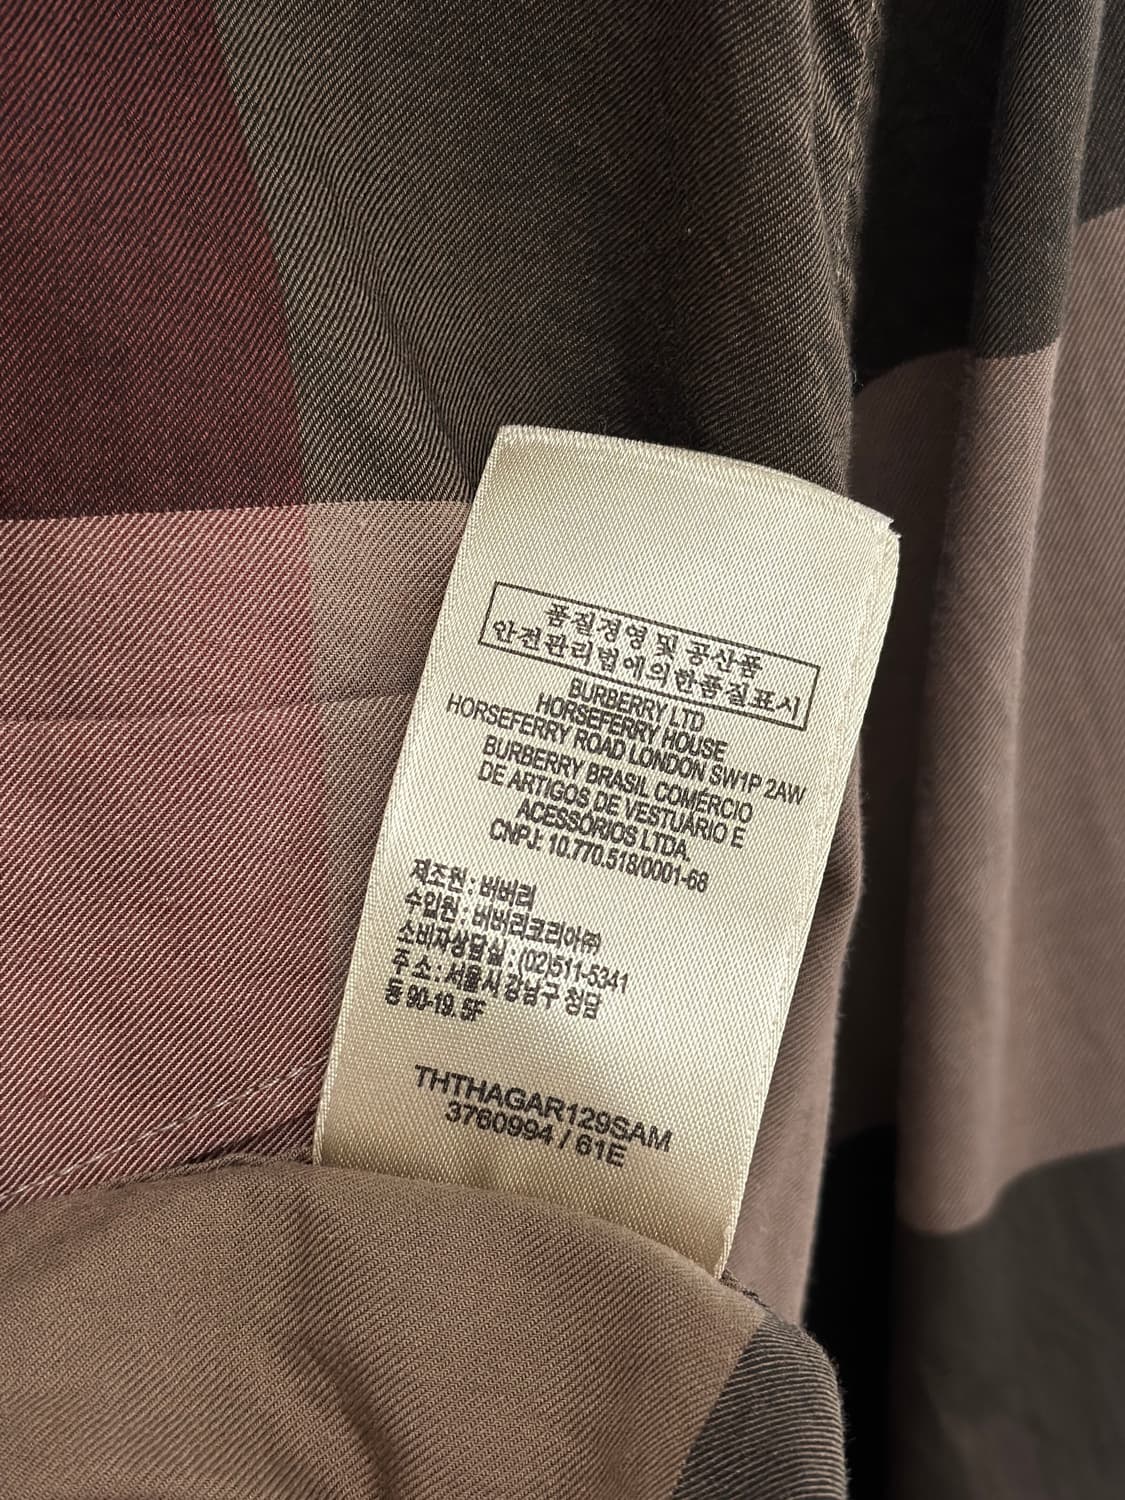 품질경영 및 공산품
안전관리법에의한품질표시
BURBERRY LTD
HORSEFERRY HOUSE
HORSEFERRY ROAD LONDON SW1P 2AW
BURBERRY BRASIL COMÉRCIO
DE ARTIGOS DE VESTUÁRIO E
ACESSÓRIOS LTDA,
CNPJ: 10.770.518/0001-68
제조원 : 버버리
수입원 : 버버리코리아㈜
소비자상담실 : (02)511-5341
주 소 : 서울시 강남구 청담
동 90-19. 5F
THTHAGAR129SAM
3760994 / 61E